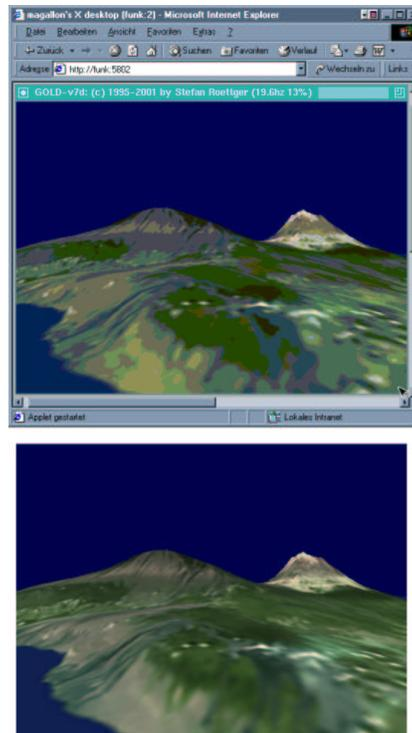 magallon's X desktop (funk:2) - Microsoft Internet Explorer
Datei Bearbeiten Ansicht Favoriten Extras ?
Zurück Suchen Favoriten Verlauf
Adresse http://funk:5802 Wechseln zu Links
GOLD-v7d: (c) 1995-2001 by Stefan Roettger (19.6hz 13%)
Applet gestartet Lokales Intranet